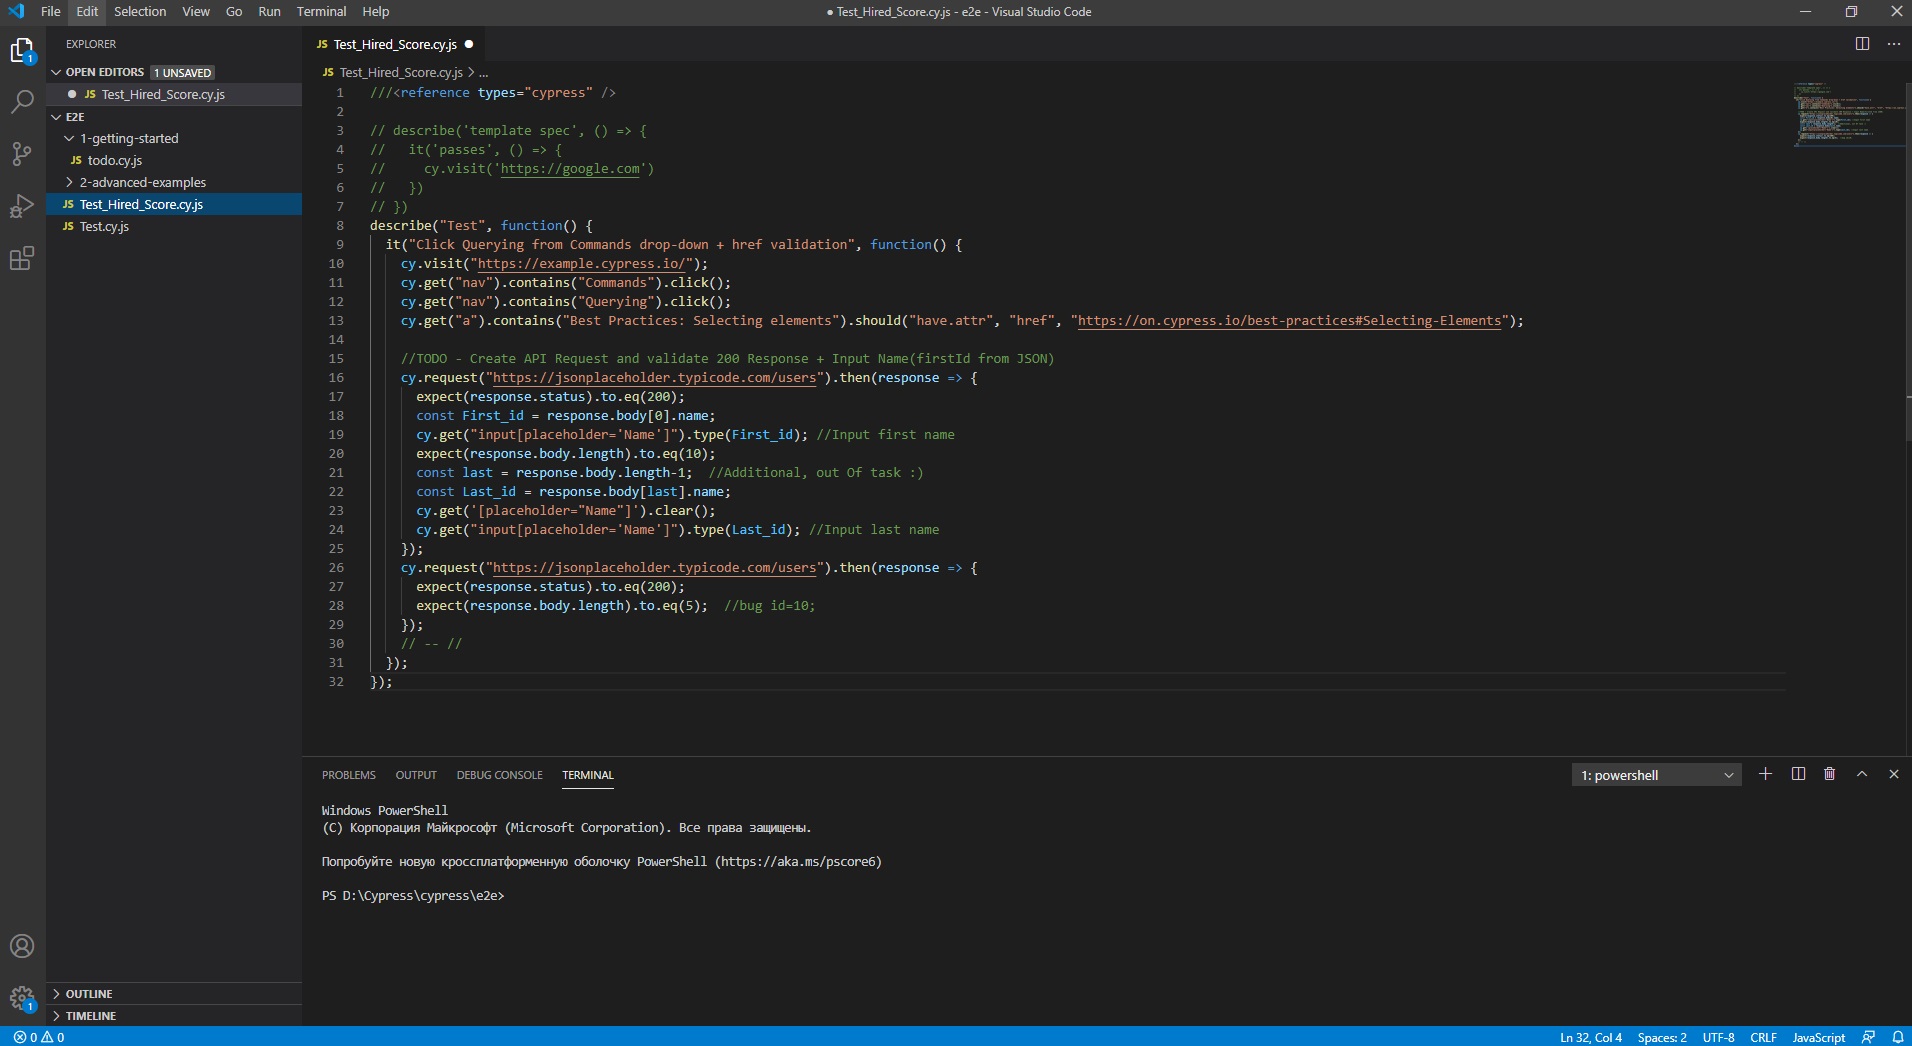 File Edit Selection View Go Run Terminal Help
● Test_Hired_Score.cy.js - e2e - Visual Studio Code
EXPLORER
OPEN EDITORS 1 UNSAVED
JS Test_Hired_Score.cy.js
E2E
1-getting-started
JS todo.cy.js
2-advanced-examples
JS Test_Hired_Score.cy.js
JS Test.cy.js
OUTLINE
TIMELINE
1
1
JS Test_Hired_Score.cy.js ●
JS Test_Hired_Score.cy.js > ...
1 ///<reference types="cypress" />
2
3 // describe('template spec', () => {
4 //   it('passes', () => {
5 //     cy.visit('https://google.com')
6 //   })
7 // })
8 describe("Test", function() {
9   it("Click Querying from Commands drop-down + href validation", function() {
10     cy.visit("https://example.cypress.io/");
11     cy.get("nav").contains("Commands").click();
12     cy.get("nav").contains("Querying").click();
13     cy.get("a").contains("Best Practices: Selecting elements").should("have.attr", "href", "https://on.cypress.io/best-practices#Selecting-Elements");
14
15     //TODO - Create API Request and validate 200 Response + Input Name(firstId from JSON)
16     cy.request("https://jsonplaceholder.typicode.com/users").then(response => {
17       expect(response.status).to.eq(200);
18       const First_id = response.body[0].name;
19       cy.get("input[placeholder='Name']").type(First_id); //Input first name
20       expect(response.body.length).to.eq(10);
21       const last = response.body.length-1;  //Additional, out Of task :)
22       const Last_id = response.body[last].name;
23       cy.get('[placeholder="Name"]').clear();
24       cy.get("input[placeholder='Name']").type(Last_id); //Input last name
25     });
26     cy.request("https://jsonplaceholder.typicode.com/users").then(response => {
27       expect(response.status).to.eq(200);
28       expect(response.body.length).to.eq(5);  //bug id=10;
29     });
30     // -- //
31   });
32 });
PROBLEMS OUTPUT DEBUG CONSOLE TERMINAL
1: powershell
Windows PowerShell
(C) Корпорация Майкрософт (Microsoft Corporation). Все права защищены.
Попробуйте новую кроссплатформенную оболочку PowerShell (https://aka.ms/pscore6)
PS D:\Cypress\cypress\e2e>
0 0
Ln 32, Col 4 Spaces: 2 UTF-8 CRLF JavaScript